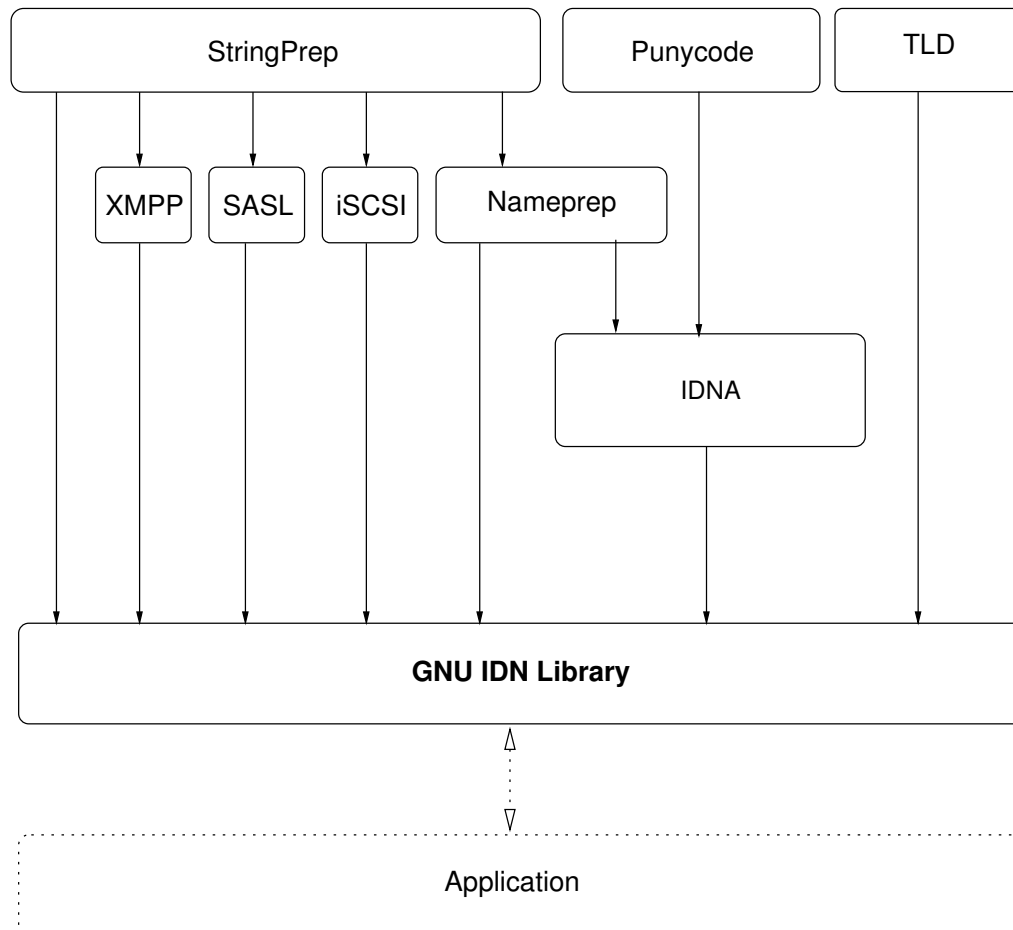 StringPrep
Punycode
TLD
XMPP
SASL
iSCSI
Nameprep
IDNA
GNU IDN Library
Application